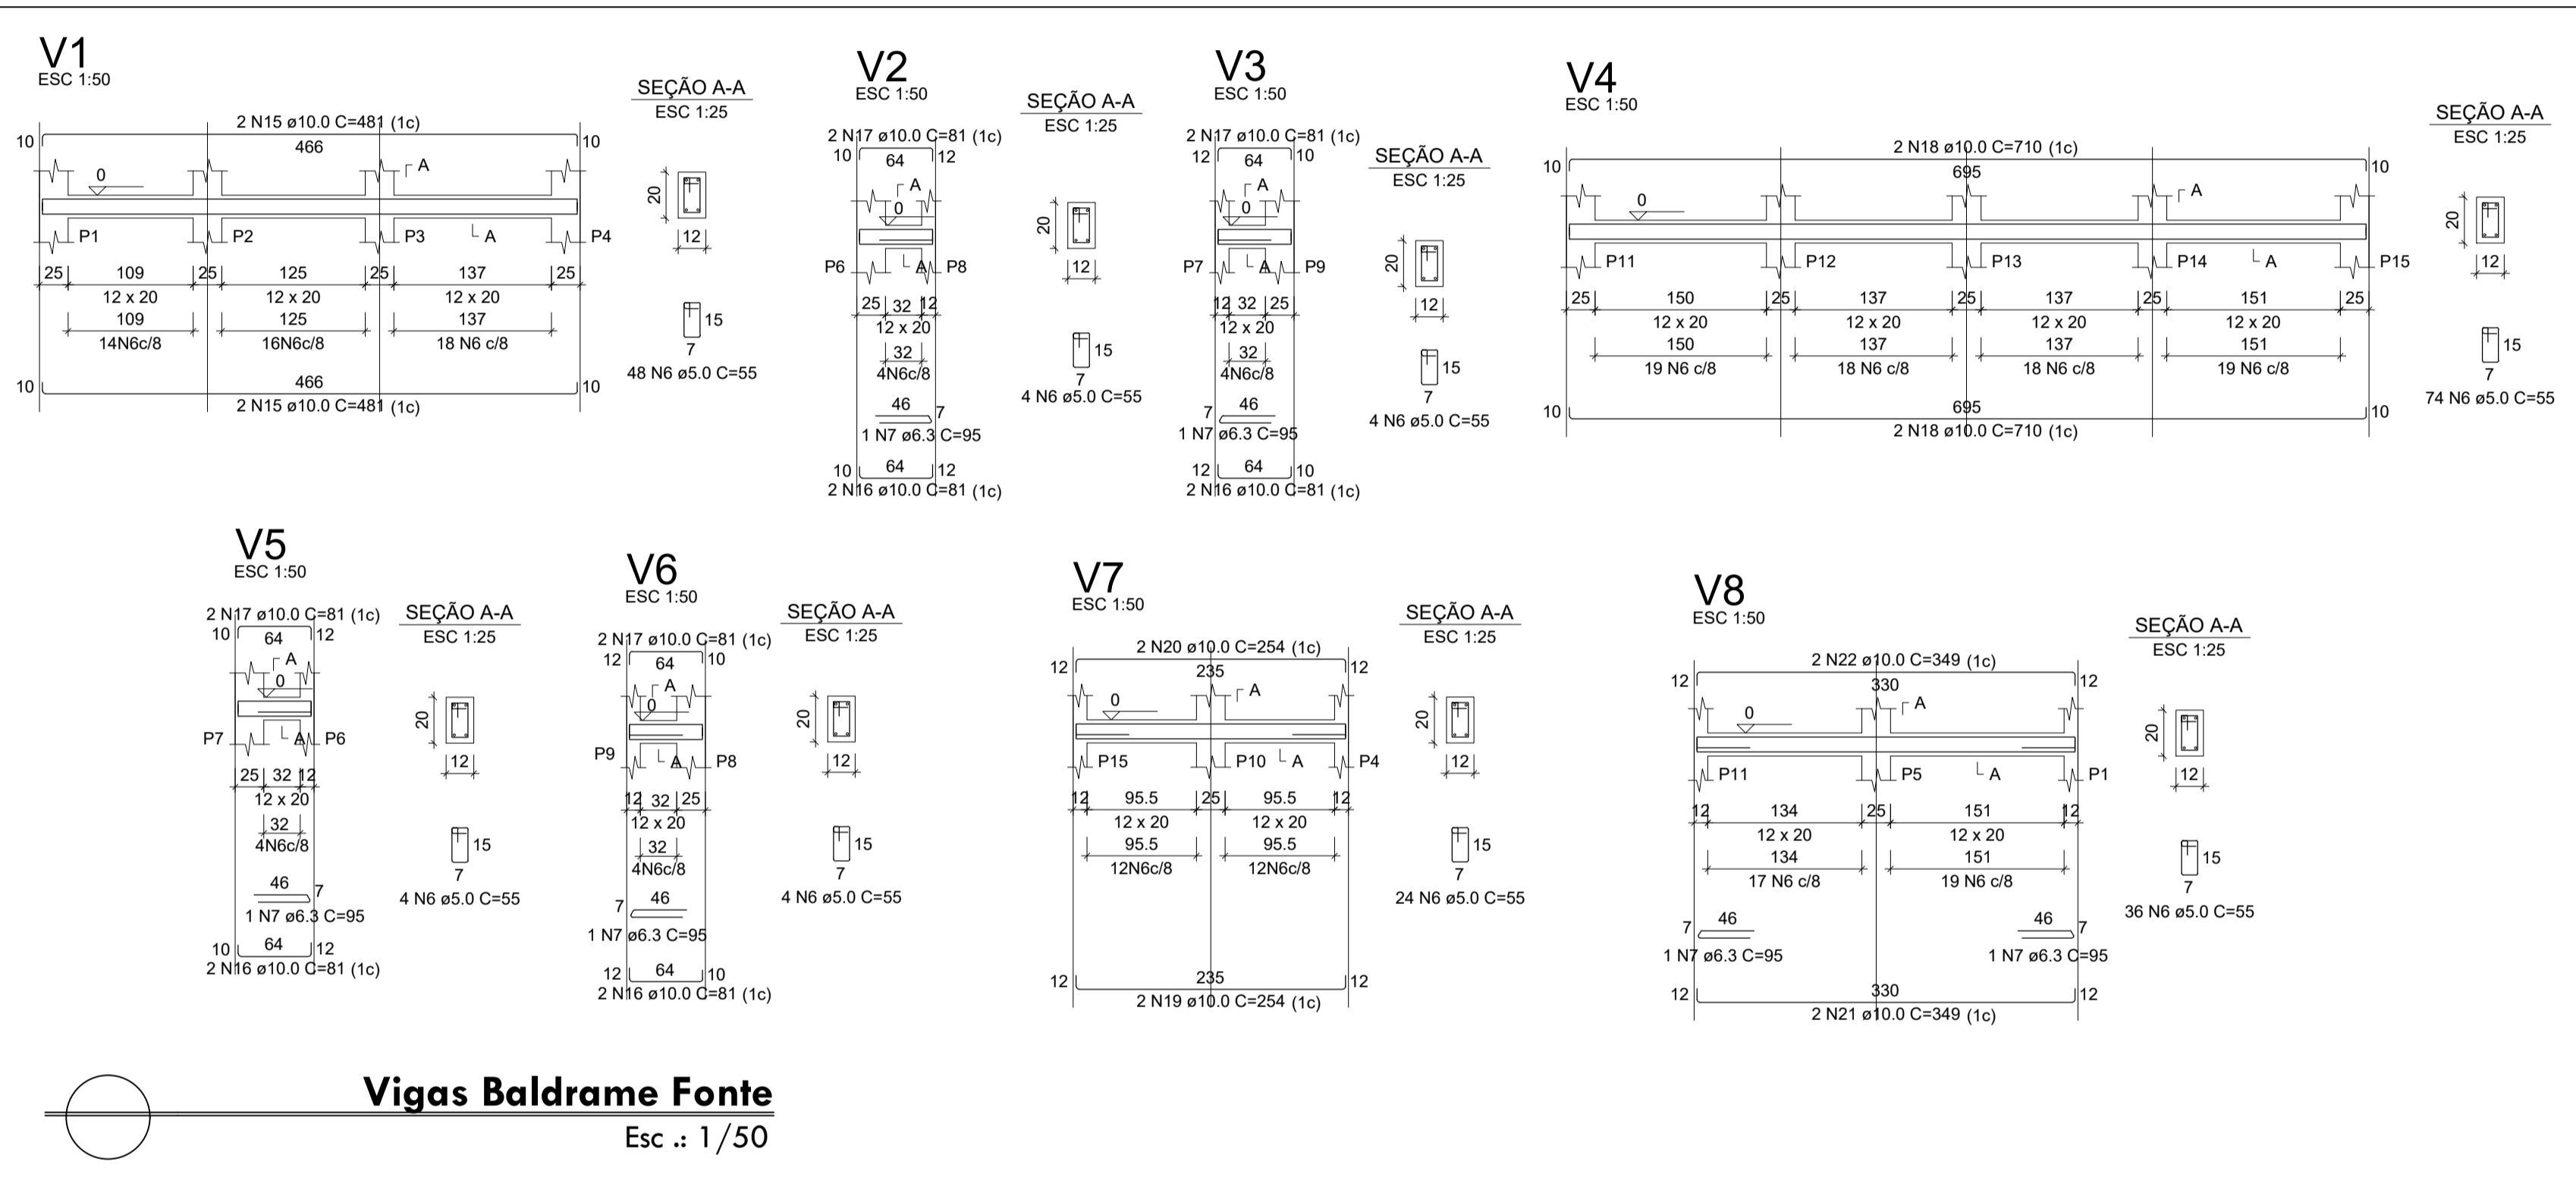 V1
ESC 1:50
2 N15 ø10.0 C=481 (1c)
10 466 10
A
0
P1 P2 P3 A P4
25 109 25 125 25 137 25
12 x 20 12 x 20 12 x 20
109 125 137
14N6c/8 16N6c/8 18 N6 c/8
10 466 10
2 N15 ø10.0 C=481 (1c)
SEÇÃO A-A
ESC 1:25
20
12
15
7
48 N6 ø5.0 C=55
V2
ESC 1:50
2 N17 ø10.0 C=81 (1c)
10 64 12
A
0
P6 A P8
25 32 12
12 x 20
32
4N6c/8
46 7
1 N7 ø6.3 C=95
10 64 12
2 N16 ø10.0 C=81 (1c)
SEÇÃO A-A
ESC 1:25
20
12
15
7
4 N6 ø5.0 C=55
V3
ESC 1:50
2 N17 ø10.0 C=81 (1c)
12 64 10
A
0
P7 A P9
12 32 25
12 x 20
32
4N6c/8
7 46
1 N7 ø6.3 C=95
12 64 10
2 N16 ø10.0 C=81 (1c)
SEÇÃO A-A
ESC 1:25
20
12
15
7
4 N6 ø5.0 C=55
V4
ESC 1:50
2 N18 ø10.0 C=710 (1c)
10 695 10
A
0
P11 P12 P13 P14 A P15
25 150 25 137 25 137 25 151 25
12 x 20 12 x 20 12 x 20 12 x 20
150 137 137 151
19 N6 c/8 18 N6 c/8 18 N6 c/8 19 N6 c/8
10 695 10
2 N18 ø10.0 C=710 (1c)
SEÇÃO A-A
ESC 1:25
20
12
15
7
74 N6 ø5.0 C=55
V5
ESC 1:50
2 N17 ø10.0 C=81 (1c)
10 64 12
A
0
P7 A P6
25 32 12
12 x 20
32
4N6c/8
46 7
1 N7 ø6.3 C=95
10 64 12
2 N16 ø10.0 C=81 (1c)
SEÇÃO A-A
ESC 1:25
20
12
15
7
4 N6 ø5.0 C=55
V6
ESC 1:50
2 N17 ø10.0 C=81 (1c)
12 64 10
A
0
P9 A P8
12 32 25
12 x 20
32
4N6c/8
7 46
1 N7 ø6.3 C=95
12 64 10
2 N16 ø10.0 C=81 (1c)
SEÇÃO A-A
ESC 1:25
20
12
15
7
4 N6 ø5.0 C=55
V7
ESC 1:50
2 N20 ø10.0 C=254 (1c)
12 235 12
A
0
P15 P10 A P4
12 95.5 25 95.5 12
12 x 20 12 x 20
95.5 95.5
12N6c/8 12N6c/8
12 235 12
2 N19 ø10.0 C=254 (1c)
SEÇÃO A-A
ESC 1:25
20
12
15
7
24 N6 ø5.0 C=55
V8
ESC 1:50
2 N22 ø10.0 C=349 (1c)
12 330 12
A
0
P11 P5 A P1
12 134 25 151 12
12 x 20 12 x 20
134 151
17 N6 c/8 19 N6 c/8
7 46 46 7
1 N7 ø6.3 C=95 1 N7 ø6.3 C=95
12 330 12
2 N21 ø10.0 C=349 (1c)
SEÇÃO A-A
ESC 1:25
20
12
15
7
36 N6 ø5.0 C=55
Vigas Baldrame Fonte
Esc .: 1/50